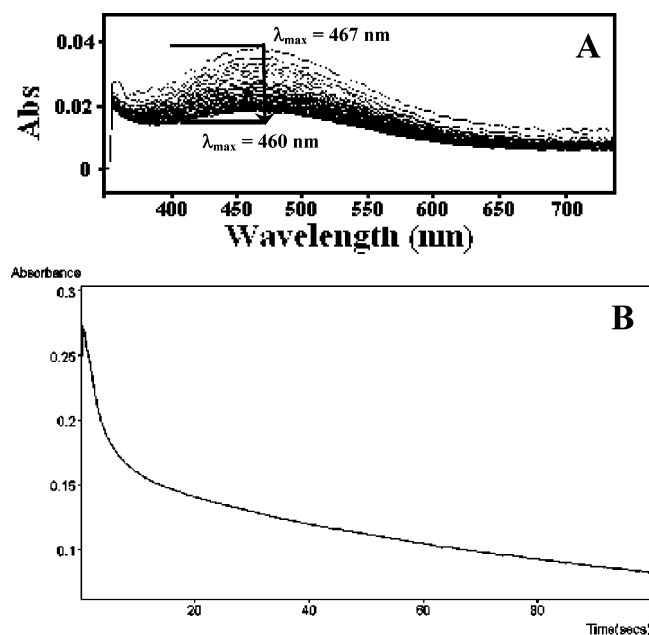 λmax = 467 nm
A
0.04
0.02
0
Abs
λmax = 460 nm
400 450 500 550 600 650 700
Wavelength (nm)
Absorbance
B
0.3
0.25
0.2
0.15
0.1
20 40 60 80
Time(secs)